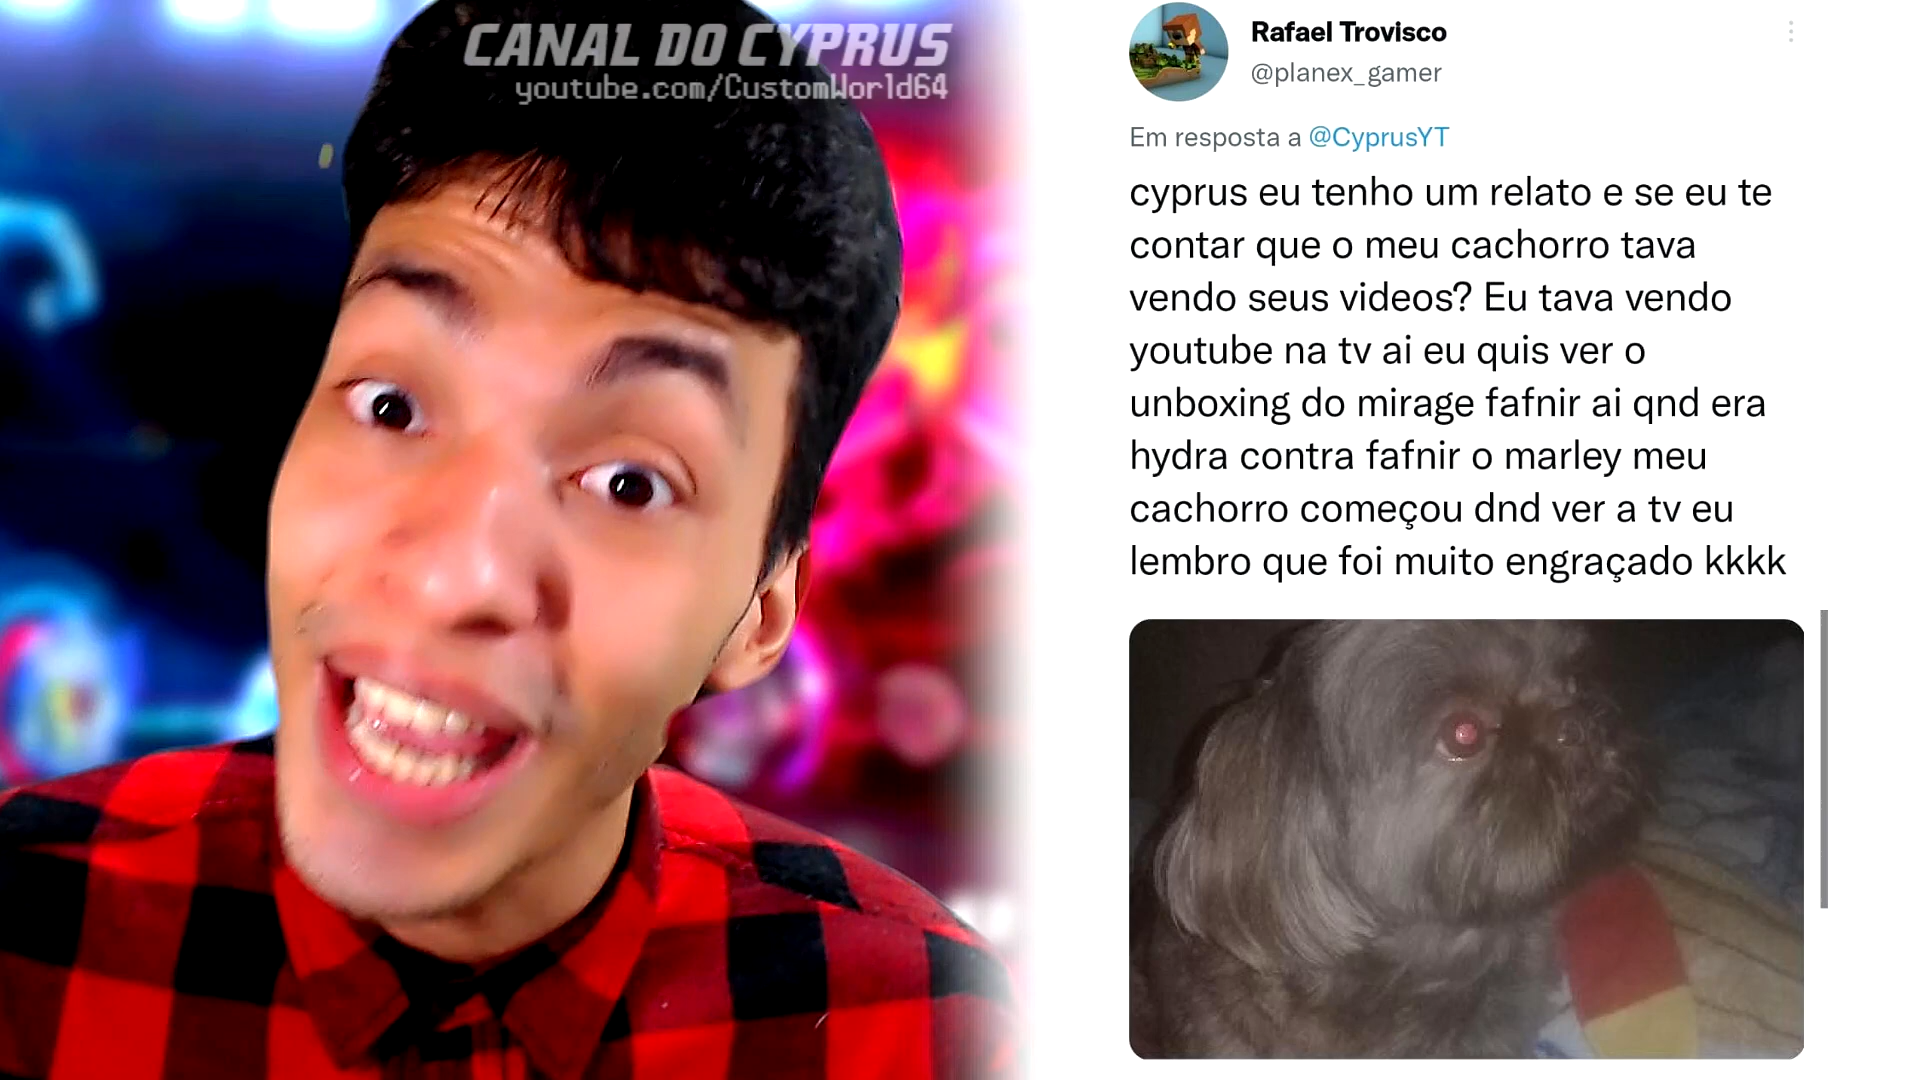 CANAL DO CYPRUS
youtube.com/CustomWorld64
Rafael Trovisco
@planex_gamer
Em resposta a @CyprusYT
cyprus eu tenho um relato e se eu te
contar que o meu cachorro tava
vendo seus videos? Eu tava vendo
youtube na tv ai eu quis ver o
unboxing do mirage fafnir ai qnd era
hydra contra fafnir o marley meu
cachorro começou dnd ver a tv eu
lembro que foi muito engraçado kkkk